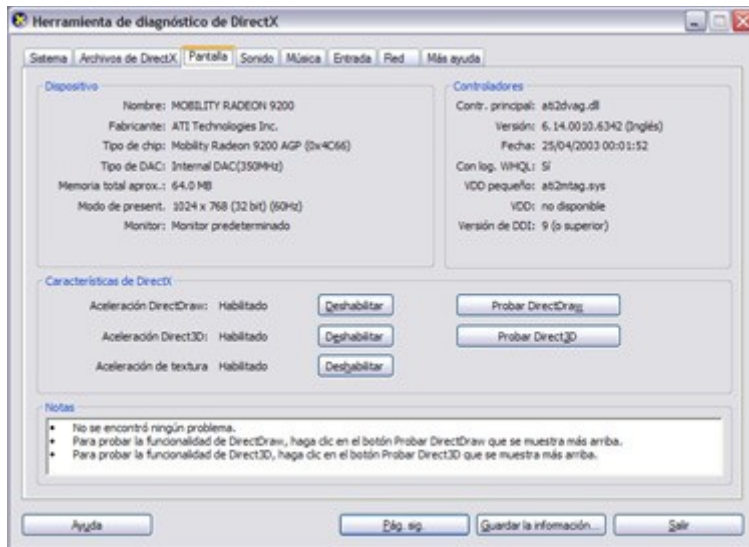 Herramienta de diagnóstico de DirectX
Sistema Archivos de DirectX Pantalla Sonido Música Entrada Red Más ayuda
Dispositivo
Nombre: MOBILITY RADEON 9200
Fabricante: ATI Technologies Inc.
Tipo de chip: Mobility Radeon 9200 AGP (0x4C66)
Tipo de DAC: Internal DAC(350MHz)
Memoria total aprox.: 64.0 MB
Modo de present. 1024 x 768 (32 bit) (60Hz)
Monitor: Monitor predeterminado
Controladores
Contr. principal: ati2dvag.dll
Versión: 6.14.0010.6342 (Inglés)
Fecha: 25/04/2003 00:01:52
Con log. WHQL: Sí
VDD pequeño: ati2mtag.sys
VDD: no disponible
Versión de DDI: 9 (o superior)
Características de DirectX
Aceleración DirectDraw: Habilitado Deshabilitar Probar DirectDraw
Aceleración Direct3D: Habilitado Deshabilitar Probar Direct3D
Aceleración de textura Habilitado Deshabilitar
Notas
• No se encontró ningún problema.
• Para probar la funcionalidad de DirectDraw, haga clic en el botón Probar DirectDraw que se muestra más arriba.
• Para probar la funcionalidad de Direct3D, haga clic en el botón Probar Direct3D que se muestra más arriba.
Ayuda Pág. sig. Guardar la información... Salir